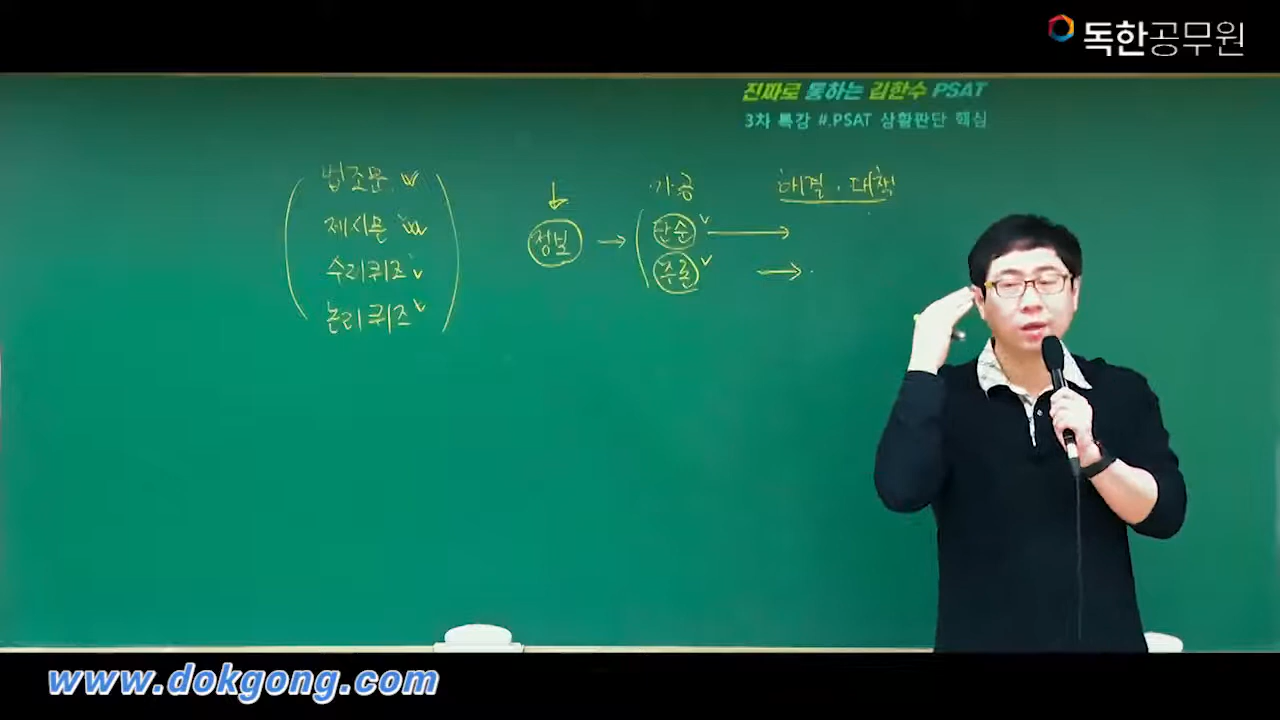 독한공무원
진짜로 통하는 김한수 PSAT
3차 특강 #.PSAT 상황판단 핵심
법조문
제시문
수리퀴즈
논리퀴즈
정보
가공
단순
추론
해결 . 대책
www.dokgong.com